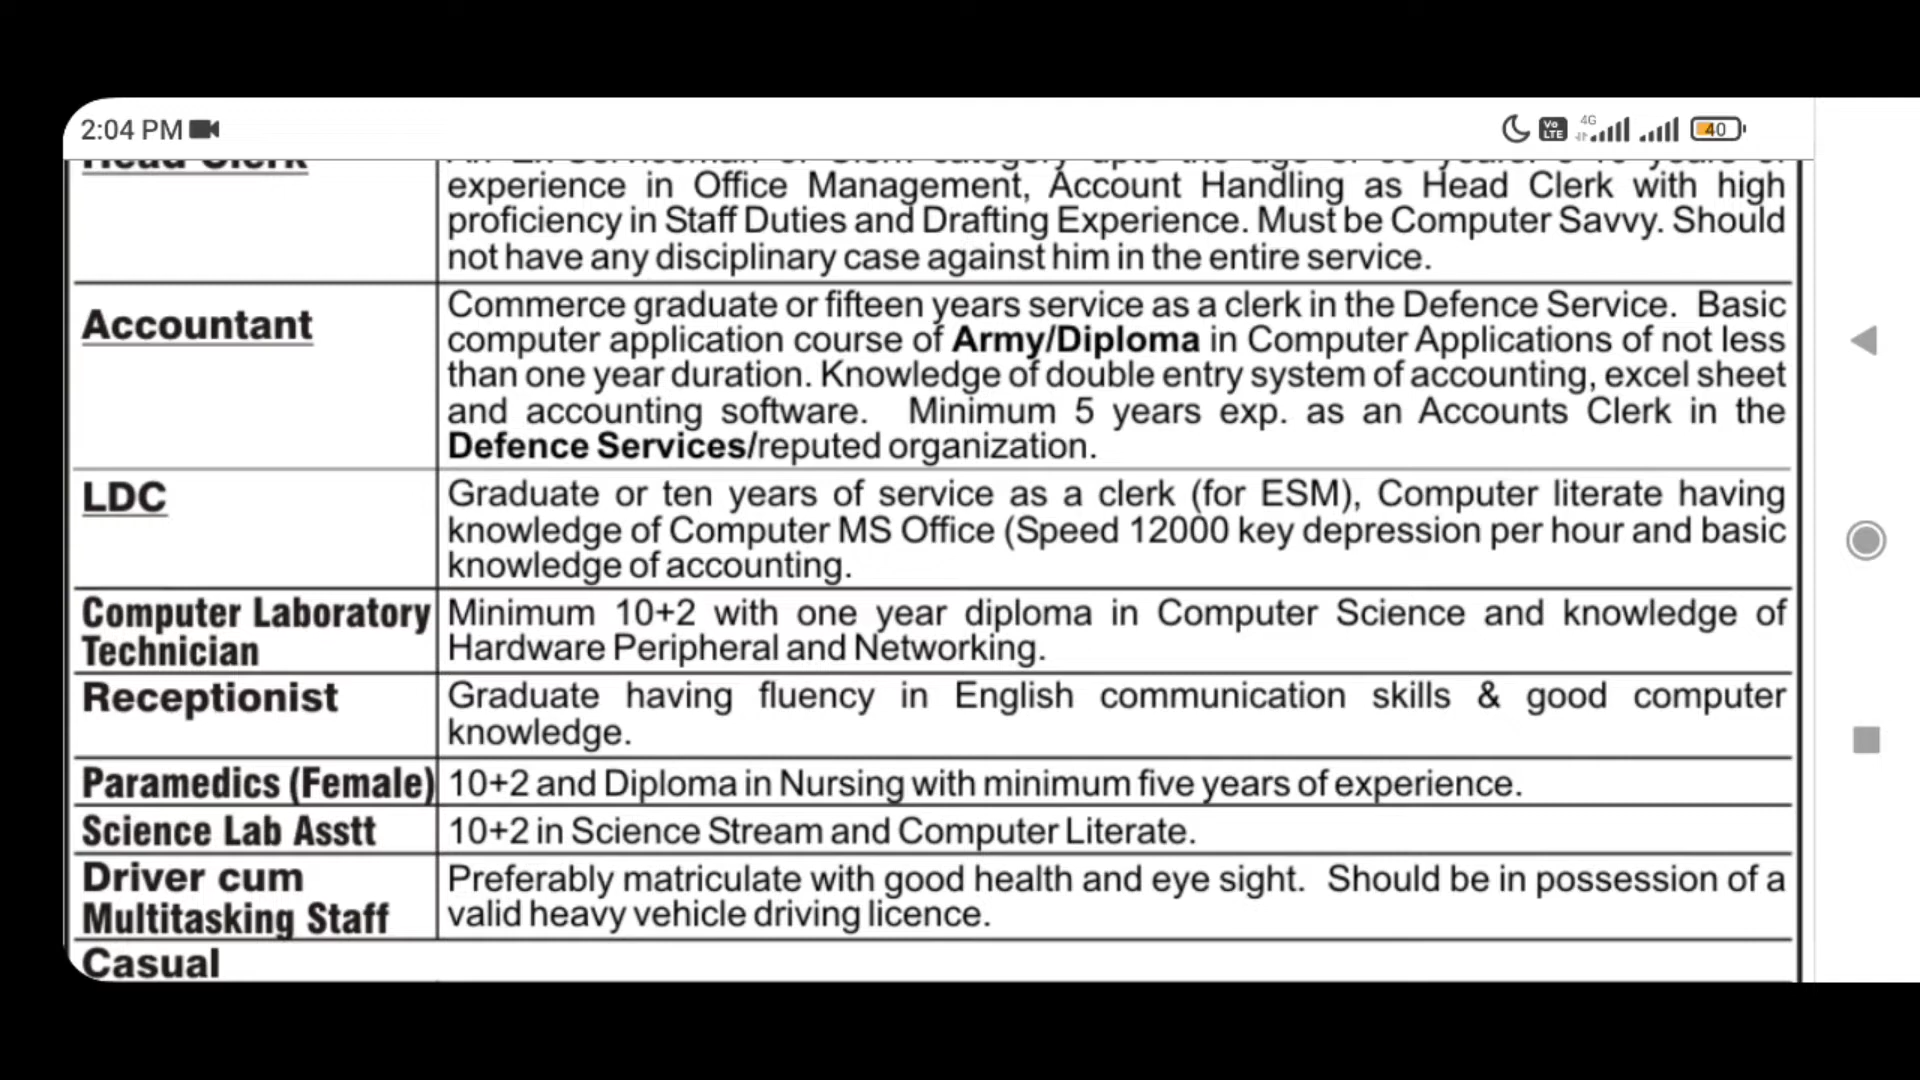 2:04 PM
Vo LTE 4G 40
Head Clerk
experience in Office Management, Account Handling as Head Clerk with high
proficiency in Staff Duties and Drafting Experience. Must be Computer Savvy. Should
not have any disciplinary case against him in the entire service.
Accountant
Commerce graduate or fifteen years service as a clerk in the Defence Service. Basic
computer application course of Army/Diploma in Computer Applications of not less
than one year duration. Knowledge of double entry system of accounting, excel sheet
and accounting software. Minimum 5 years exp. as an Accounts Clerk in the
Defence Services/reputed organization.
LDC
Graduate or ten years of service as a clerk (for ESM), Computer literate having
knowledge of Computer MS Office (Speed 12000 key depression per hour and basic
knowledge of accounting.
Computer Laboratory
Technician
Minimum 10+2 with one year diploma in Computer Science and knowledge of
Hardware Peripheral and Networking.
Receptionist
Graduate having fluency in English communication skills & good computer
knowledge.
Paramedics (Female)
10+2 and Diploma in Nursing with minimum five years of experience.
Science Lab Asstt
10+2 in Science Stream and Computer Literate.
Driver cum
Multitasking Staff
Preferably matriculate with good health and eye sight. Should be in possession of a
valid heavy vehicle driving licence.
Casual